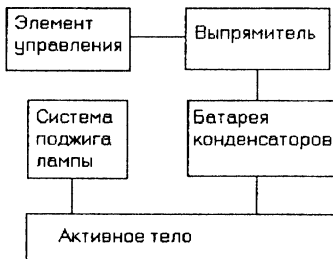 Элемент
управления
Выпрямитель
Система
поджига
лампы
Батарея
конденсаторов
Активное тело